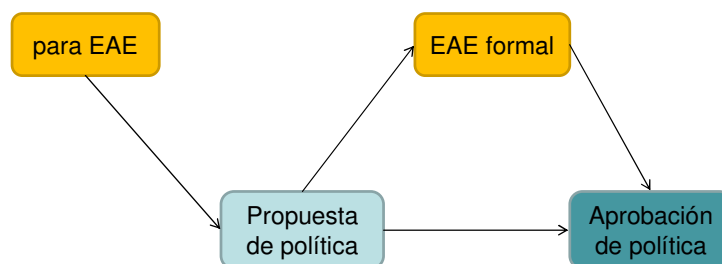 para EAE
EAE formal
Propuesta
de política
Aprobación
de política